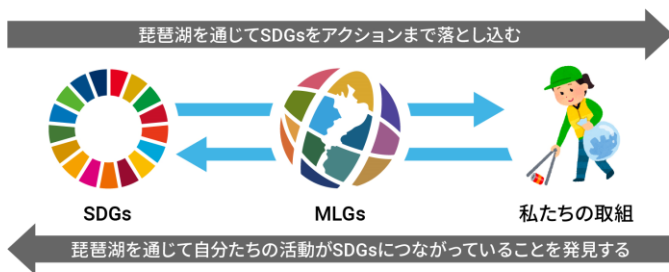 琵琶湖を通じてSDGsをアクションまで落とし込む
SDGs
MLGs
私たちの取組
琵琶湖を通じて自分たちの活動がSDGsにつながっていることを発見する